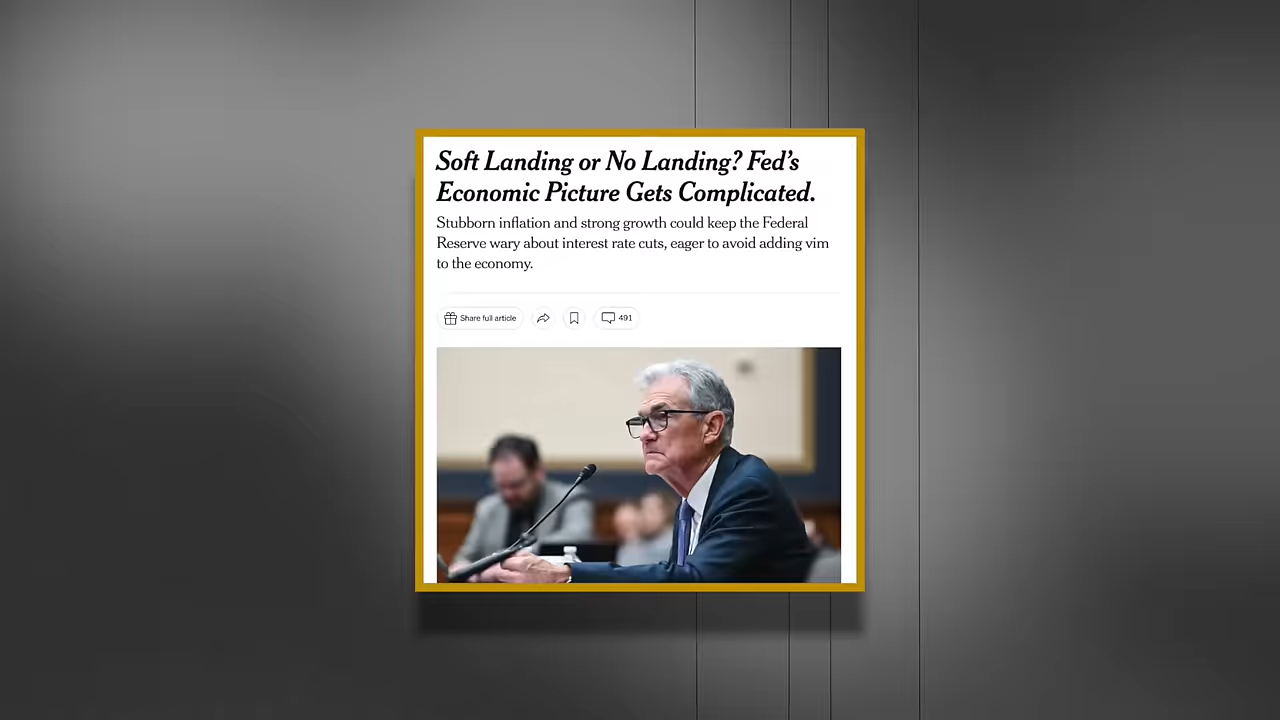 Soft Landing or No Landing? Fed’s
Economic Picture Gets Complicated.
Stubborn inflation and strong growth could keep the Federal
Reserve wary about interest rate cuts, eager to avoid adding vim
to the economy.
Share full article
491